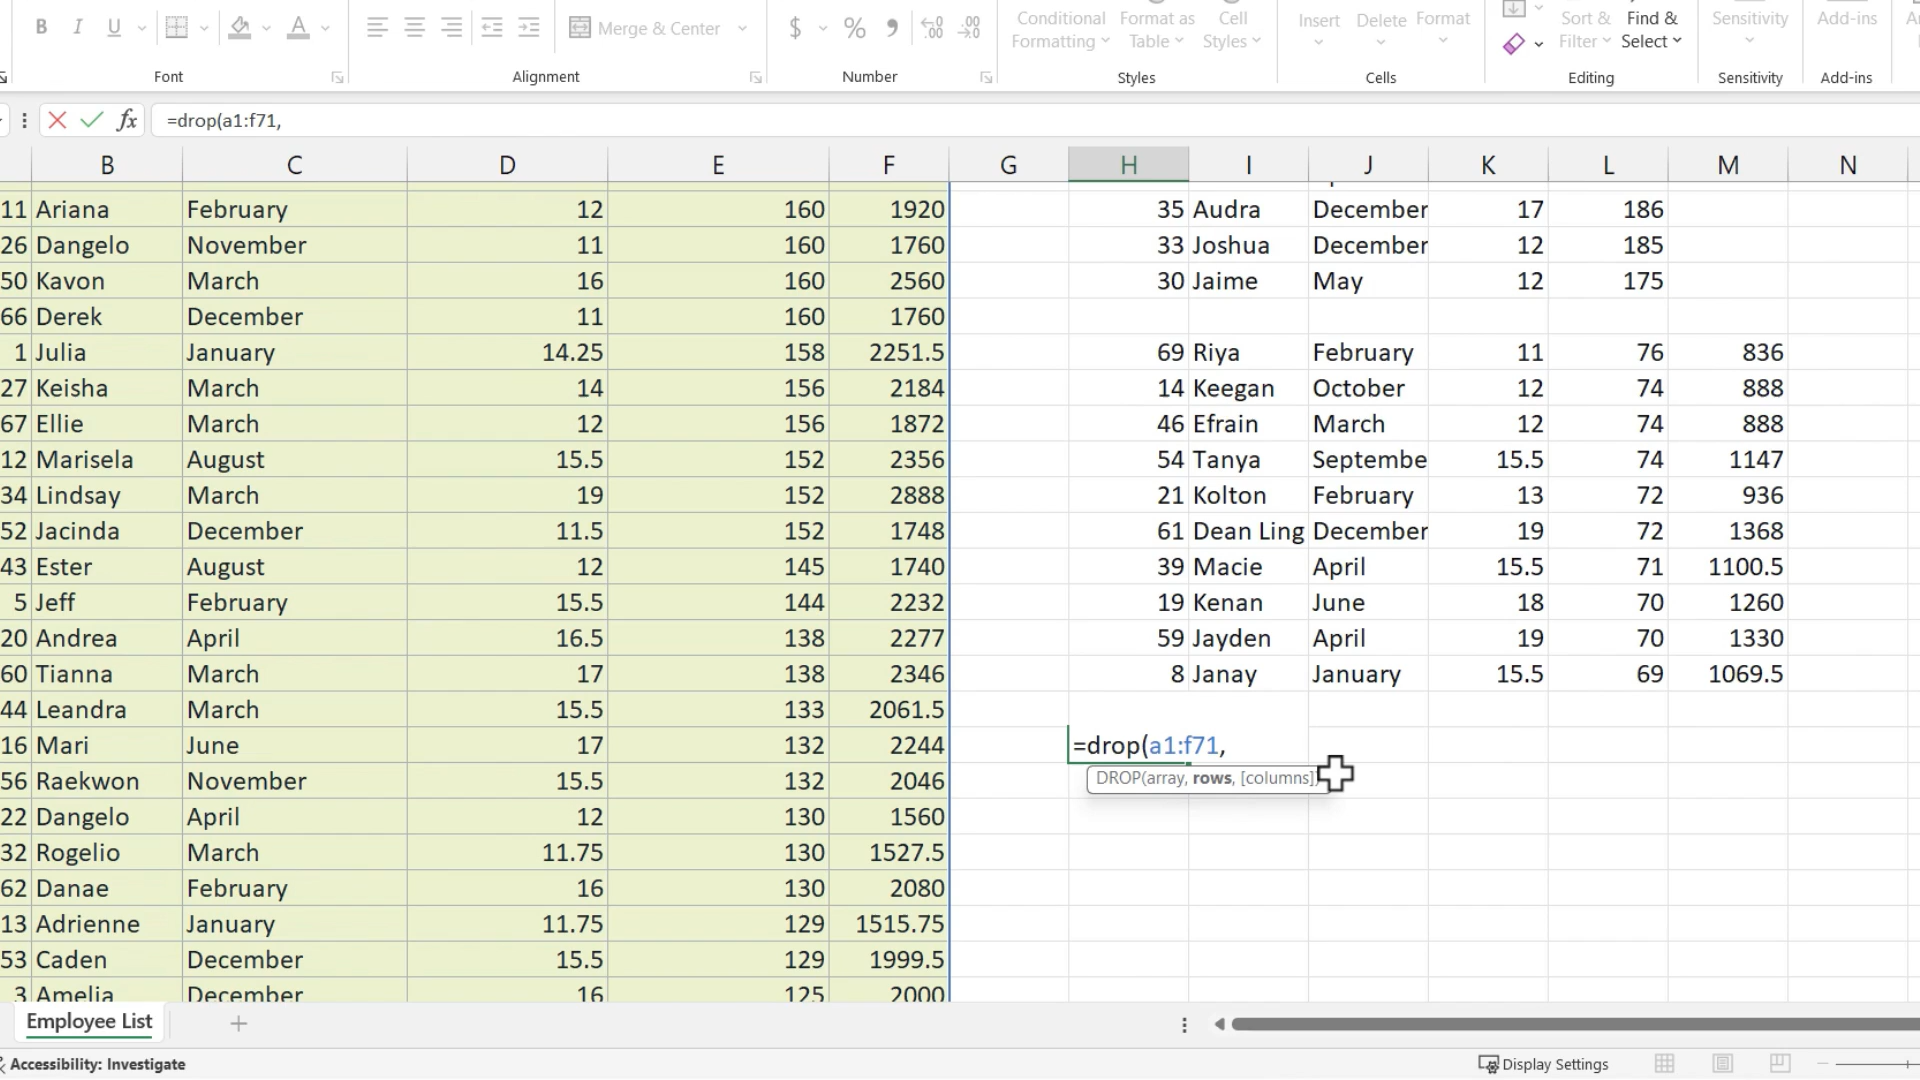 B I U A Merge & Center $ % Conditional Formatting Format as Table Cell Styles Insert Delete Format Sort & Filter Find & Select Sensitivity Add-ins
Font Alignment Number Styles Cells Editing Sensitivity Add-ins
fx =drop(a1:f71,
B C D E F G H I J K L M N
11 Ariana February 12 160 1920 35 Audra December 17 186
26 Dangelo November 11 160 1760 33 Joshua December 12 185
50 Kavon March 16 160 2560 30 Jaime May 12 175
66 Derek December 11 160 1760
1 Julia January 14.25 158 2251.5 69 Riya February 11 76 836
27 Keisha March 14 156 2184 14 Keegan October 12 74 888
67 Ellie March 12 156 1872 46 Efrain March 12 74 888
12 Marisela August 15.5 152 2356 54 Tanya Septembe 15.5 74 1147
34 Lindsay March 19 152 2888 21 Kolton February 13 72 936
52 Jacinda December 11.5 152 1748 61 Dean Ling December 19 72 1368
43 Ester August 12 145 1740 39 Macie April 15.5 71 1100.5
5 Jeff February 15.5 144 2232 19 Kenan June 18 70 1260
20 Andrea April 16.5 138 2277 59 Jayden April 19 70 1330
60 Tianna March 17 138 2346 8 Janay January 15.5 69 1069.5
44 Leandra March 15.5 133 2061.5
16 Mari June 17 132 2244 =drop(a1:f71,
56 Raekwon November 15.5 132 2046 DROP(array, rows, [columns])
22 Dangelo April 12 130 1560
32 Rogelio March 11.75 130 1527.5
62 Danae February 16 130 2080
13 Adrienne January 11.75 129 1515.75
53 Caden December 15.5 129 1999.5
3 Amelia December 16 125 2000
Employee List
Accessibility: Investigate Display Settings